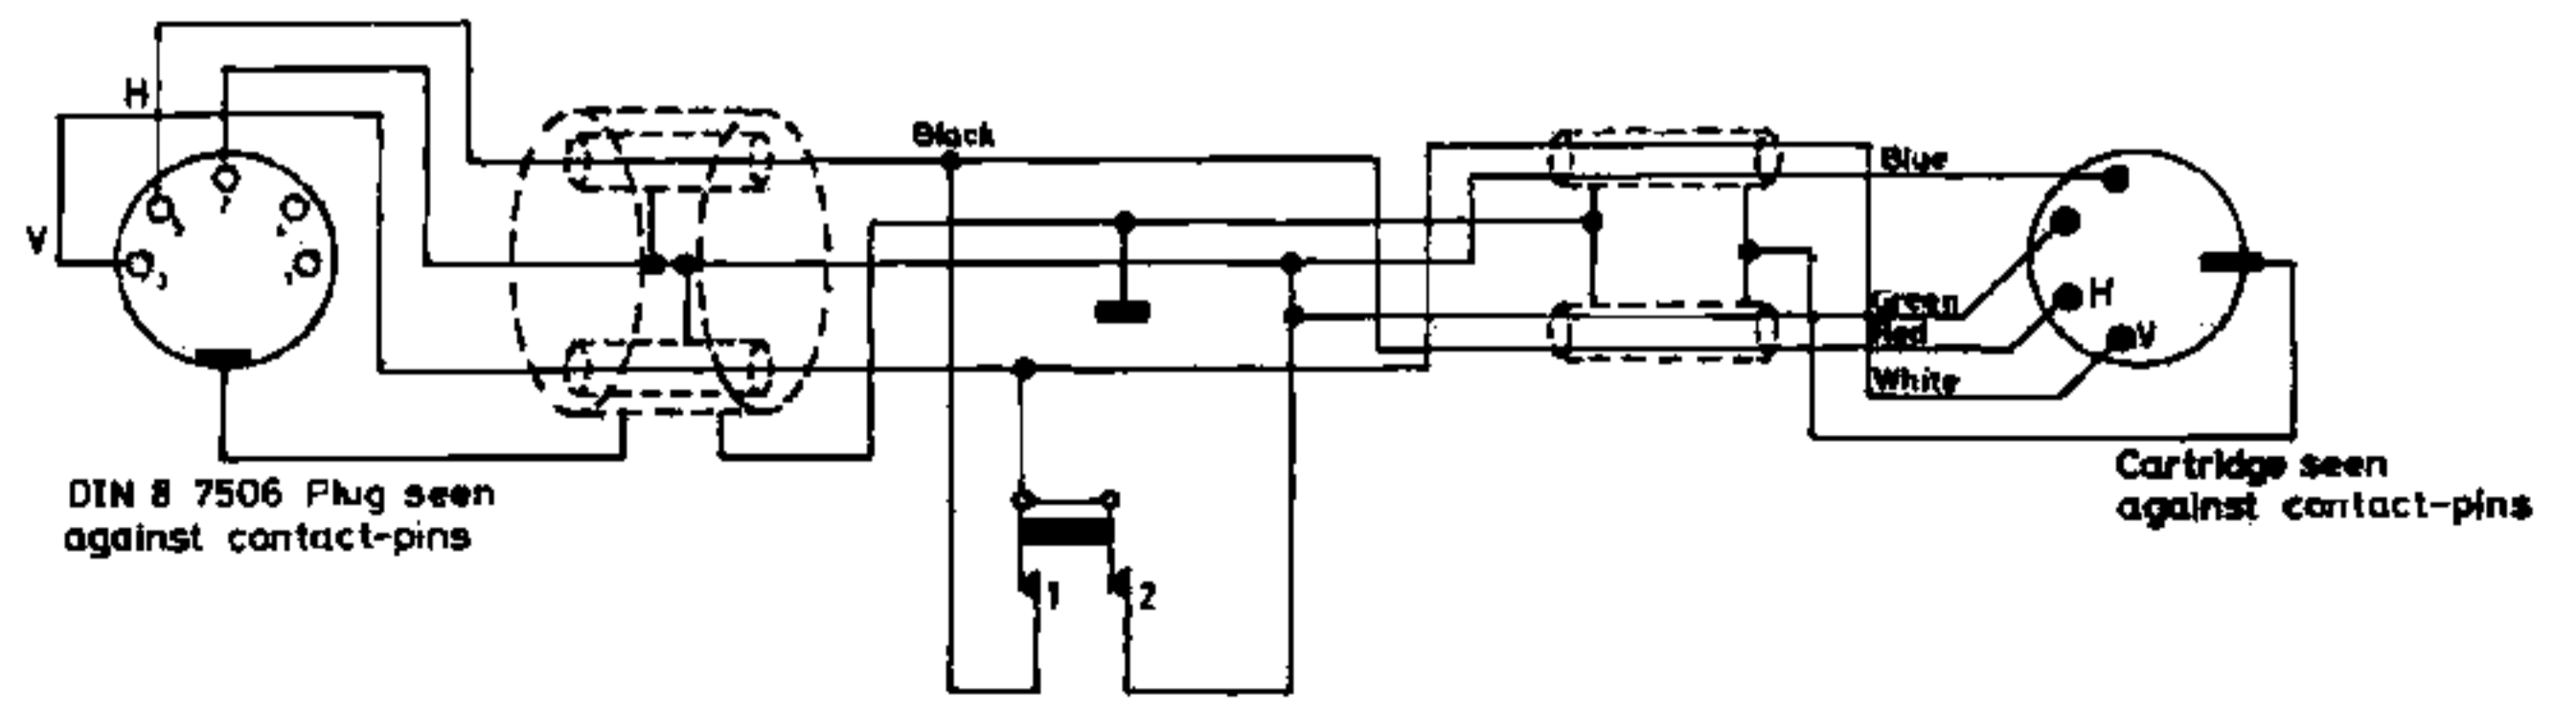 H
Black
Blue
V
H
Green
Red
V
White
DIN 8 7506 Plug seen
against contact-pins
Cartridge seen
against contact-pins
1
2